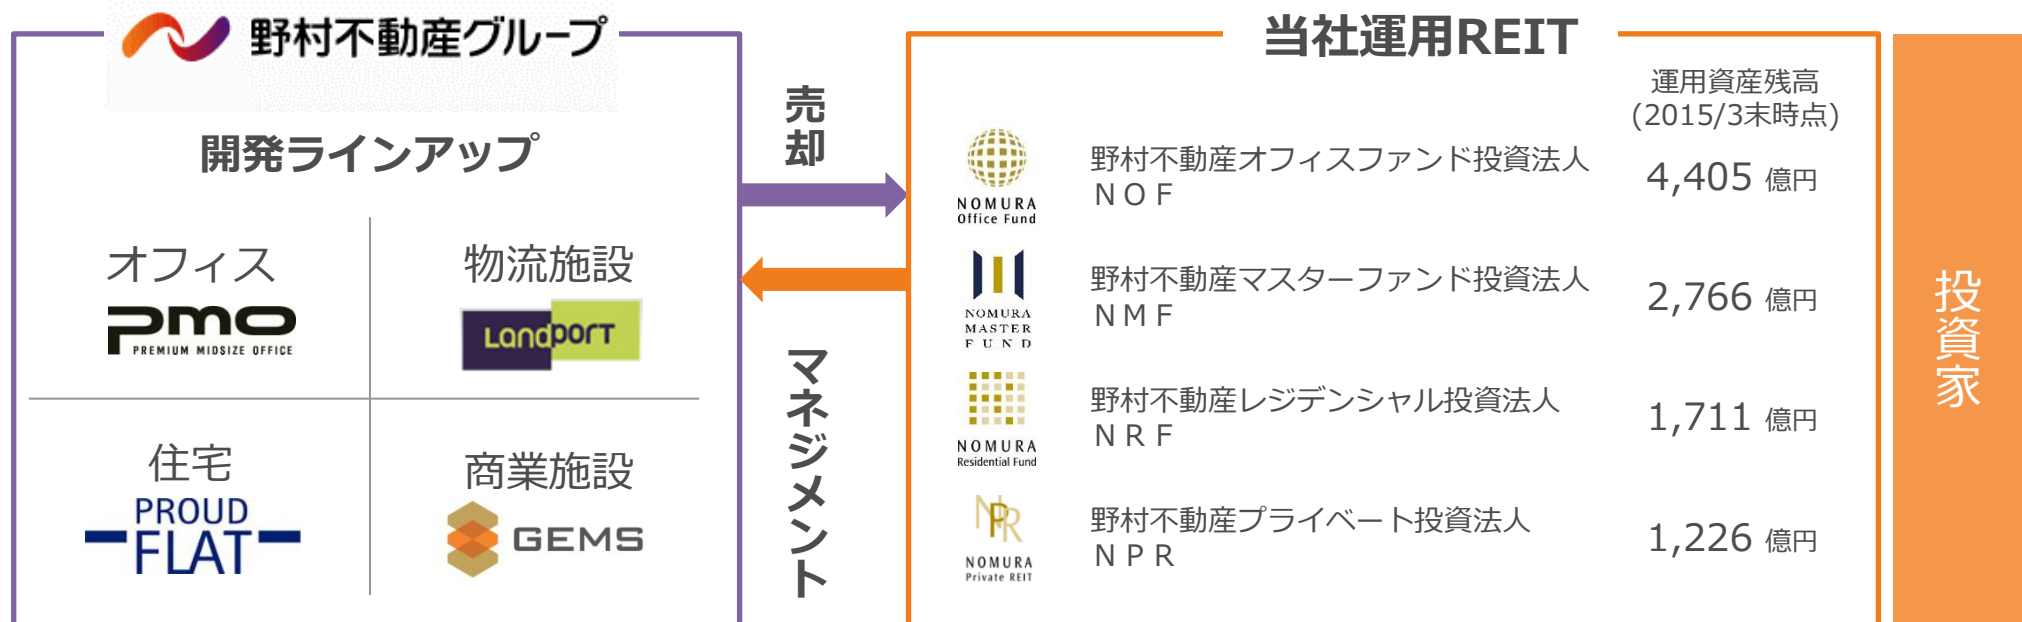 野村不動産グループ
開発ラインアップ
オフィス
pmo
PREMIUM MIDSIZE OFFICE
物流施設
Landport
住宅
PROUD
FLAT
商業施設
GEMS
売却
マネジメント
当社運用REIT
運用資産残高
(2015/3末時点)
NOMURA
Office Fund
野村不動産オフィスファンド投資法人
ＮＯＦ
4,405 億円
NOMURA
MASTER
FUND
野村不動産マスターファンド投資法人
ＮＭＦ
2,766 億円
NOMURA
Residential Fund
野村不動産レジデンシャル投資法人
ＮＲＦ
1,711 億円
NPR
NOMURA
Private REIT
野村不動産プライベート投資法人
ＮＰＲ
1,226 億円
投資家